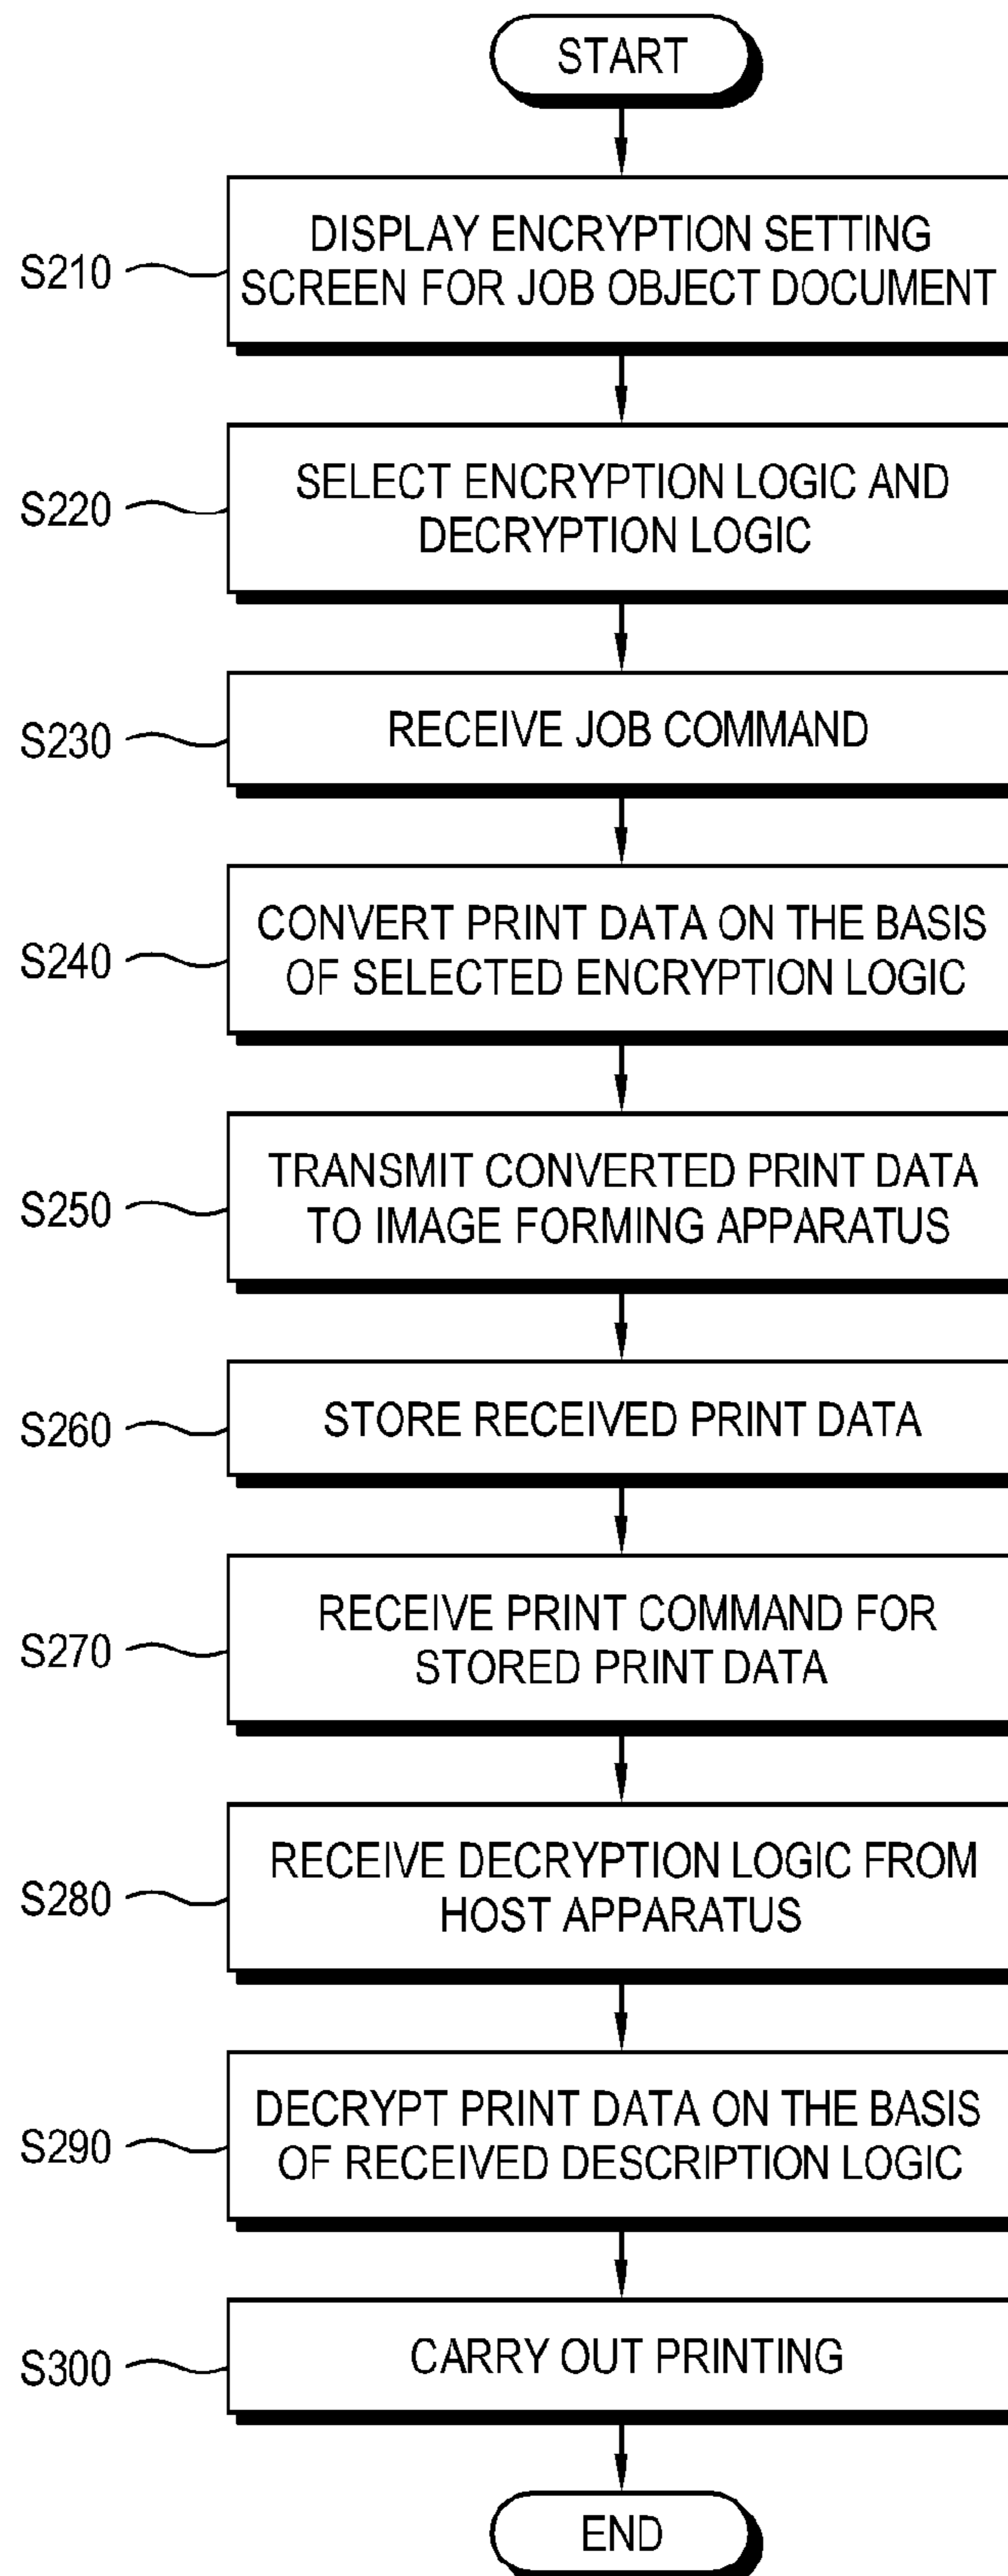 START
S210
DISPLAY ENCRYPTION SETTING
SCREEN FOR JOB OBJECT DOCUMENT
S220
SELECT ENCRYPTION LOGIC AND
DECRYPTION LOGIC
S230
RECEIVE JOB COMMAND
S240
CONVERT PRINT DATA ON THE BASIS
OF SELECTED ENCRYPTION LOGIC
S250
TRANSMIT CONVERTED PRINT DATA
TO IMAGE FORMING APPARATUS
S260
STORE RECEIVED PRINT DATA
S270
RECEIVE PRINT COMMAND FOR
STORED PRINT DATA
S280
RECEIVE DECRYPTION LOGIC FROM
HOST APPARATUS
S290
DECRYPT PRINT DATA ON THE BASIS
OF RECEIVED DESCRIPTION LOGIC
S300
CARRY OUT PRINTING
END